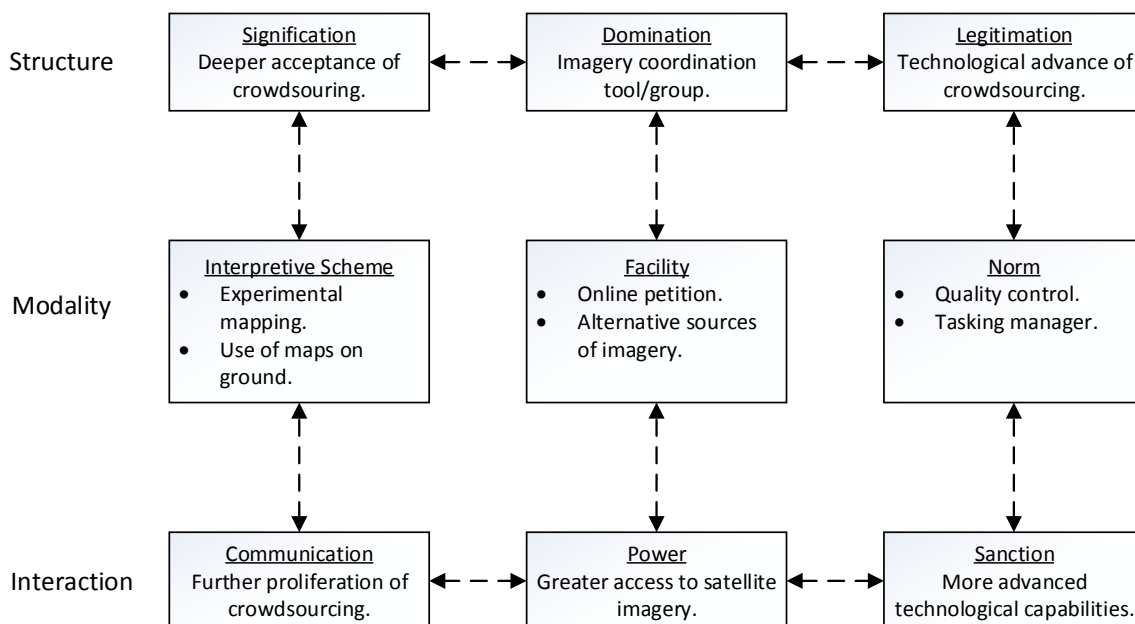 Structure
Signification
Deeper acceptance of
crowdsouring.
Domination
Imagery coordination
tool/group.
Legitimation
Technological advance of
crowdsourcing.
Modality
Interpretive Scheme
• Experimental
mapping.
• Use of maps on
ground.
Facility
• Online petition.
• Alternative sources
of imagery.
Norm
• Quality control.
• Tasking manager.
Interaction
Communication
Further proliferation of
crowdsourcing.
Power
Greater access to satellite
imagery.
Sanction
More advanced
technological capabilities.